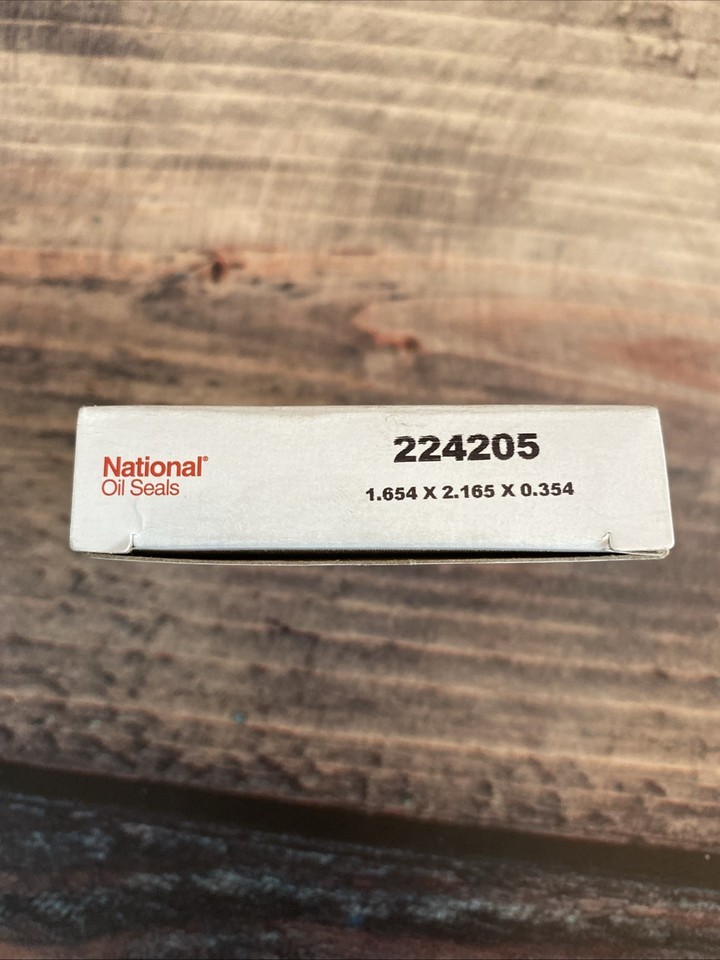 National®
Oil Seals
224205
1.654 X 2.165 X 0.354